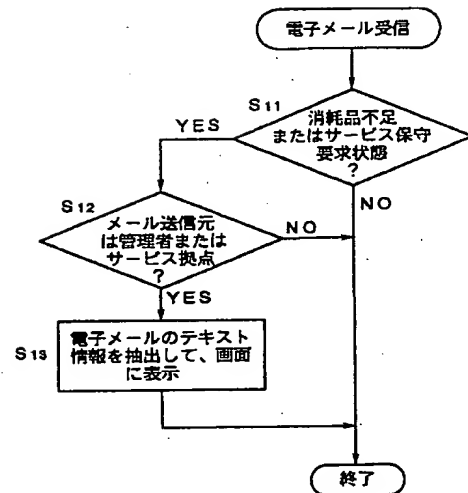 電子メール受信
S11
消耗品不足
またはサービス保守
要求状態
?
YES
NO
S12
メール送信元
は管理者または
サービス拠点
?
NO
YES
S13
電子メールのテキスト
情報を抽出して、画面
に表示
終了